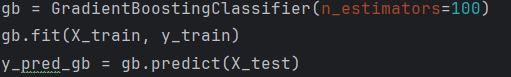 gb = GradientBoostingClassifier(n_estimators=100)
gb.fit(X_train, y_train)
y_pred_gb = gb.predict(X_test)